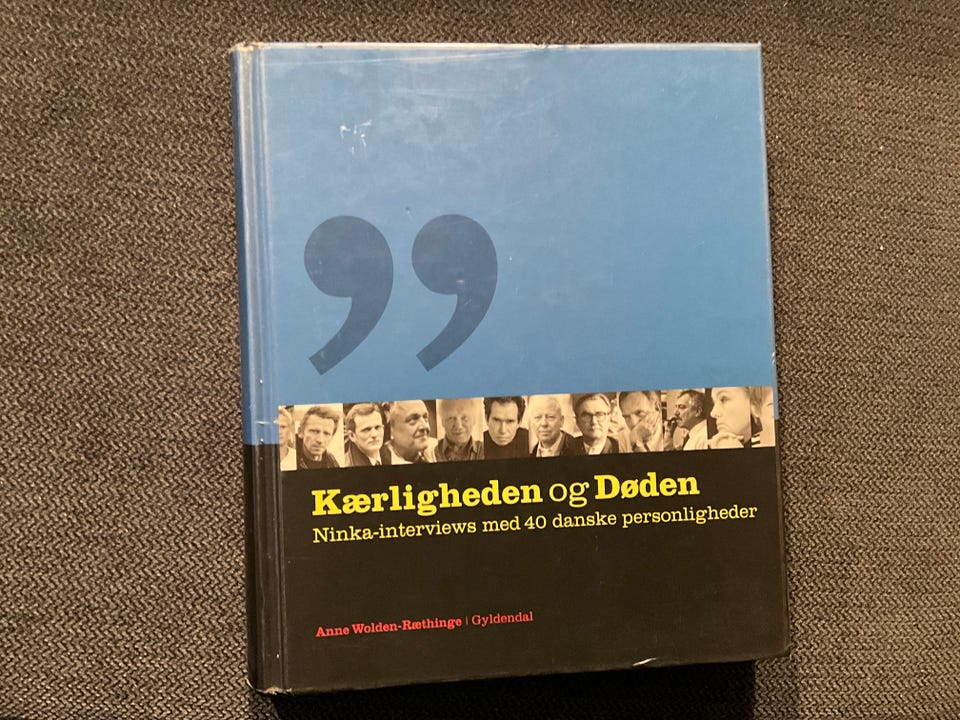 ”
Kærligheden og Døden
Ninka-interviews med 40 danske personligheder
Anne Wolden-Ræthinge | Gyldendal